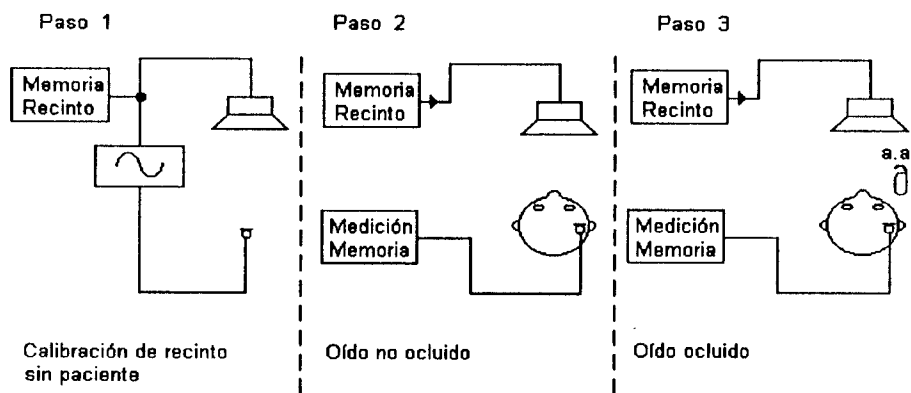 Paso 1
Paso 2
Paso 3
Memoria
Recinto
Memoria
Recinto
Memoria
Recinto
a.a
Medición
Memoria
Medición
Memoria
Calibración de recinto
sin paciente
Oído no ocluido
Oído ocluido